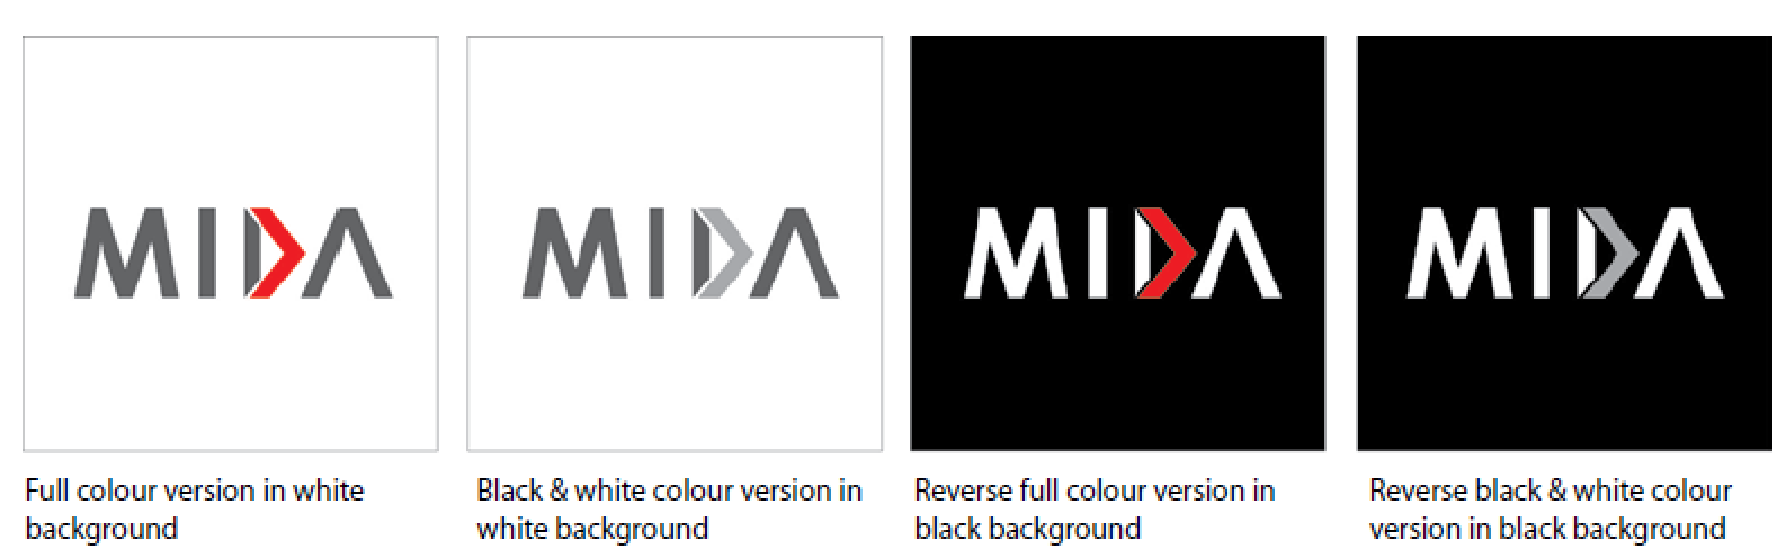 MIDA
MIDA
MIDA
MIDA
Full colour version in white
background
Black & white colour version in
white background
Reverse full colour version in
black background
Reverse black & white colour
version in black background